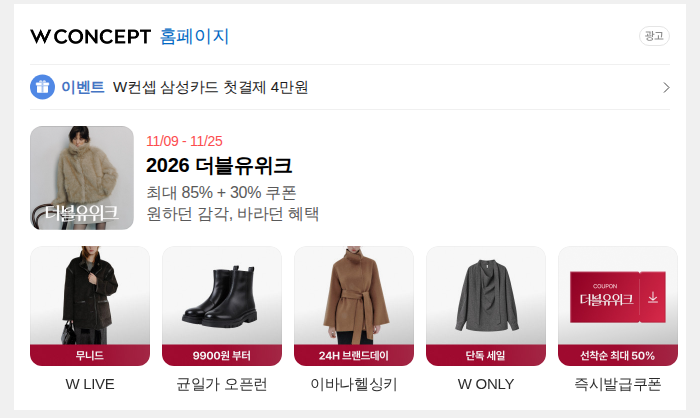 W CONCEPT 홈페이지
광고
이벤트 W컨셉 삼성카드 첫결제 4만원
11/09 - 11/25
2026 더블유위크
최대 85% + 30% 쿠폰
원하던 감각, 바라던 혜택
더블유위크
무니드
9900원 부터
24H 브랜드데이
단독 세일
COUPON
더블유위크
선착순 최대 50%
W LIVE
균일가 오픈런
이바나헬싱키
W ONLY
즉시발급쿠폰